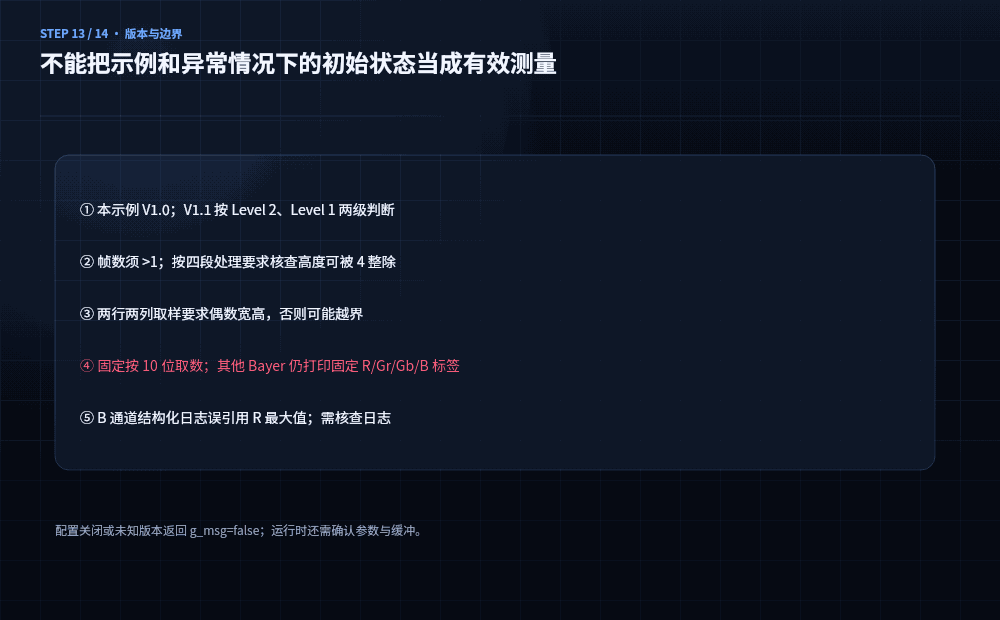 STEP 13 / 14 • 版本与边界
不能把示例和异常情况下的初始状态当成有效测量
① 本示例 V1.0；V1.1 按 Level 2、Level 1 两级判断
② 帧数须 >1；按四段处理要求核查高度可被 4 整除
③ 两行两列取样要求偶数宽高，否则可能越界
④ 固定按 10 位取数；其他 Bayer 仍打印固定 R/Gr/Gb/B 标签
⑤ B 通道结构化日志误引用 R 最大值；需核查日志
配置关闭或未知版本返回 g_msg=false；运行时还需确认参数与缓冲。